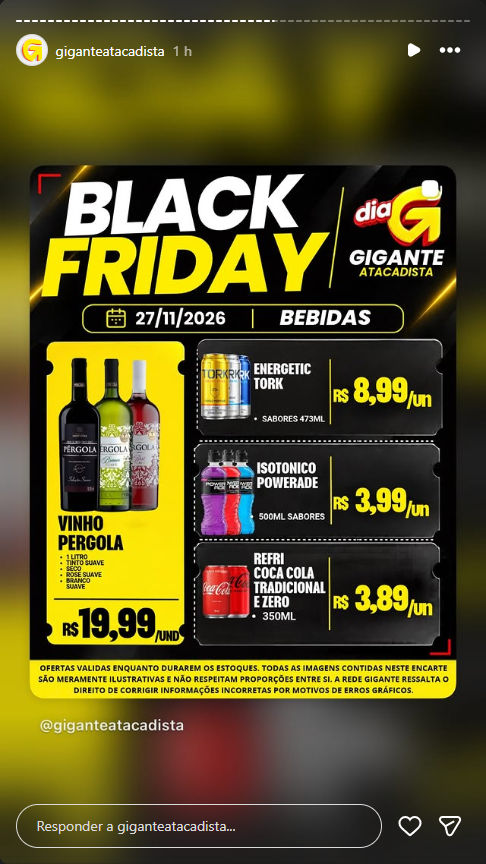 giganteatacadista 1 h
BLACK
FRIDAY
dia G
GIGANTE
ATACADISTA
27/11/2026 | BEBIDAS
PÉRGOLA
PÉRGOLA
PÉRGOLA
VINHO
PERGOLA
• 1 LITRO
• TINTO SUAVE
• SECO
• ROSE SUAVE
• BRANCO
SUAVE
R$ 19,99/UND
ENERGETIC
TORK
• SABORES 473ML
R$ 8,99/un
ISOTONICO
POWERADE
• 500ML SABORES
R$ 3,99/un
REFRI
COCA COLA
TRADICIONAL
E ZERO
• 350ML
R$ 3,89/un
OFERTAS VALIDAS ENQUANTO DURAREM OS ESTOQUES. TODAS AS IMAGENS CONTIDAS NESTE ENCARTE
SÃO MERAMENTE ILUSTRATIVAS E NÃO RESPEITAM PROPORÇÕES ENTRE SI. A REDE GIGANTE RESSALTA O
DIREITO DE CORRIGIR INFORMAÇÕES INCORRETAS POR MOTIVOS DE ERROS GRÁFICOS.
@giganteatacadista
Responder a giganteatacadista...